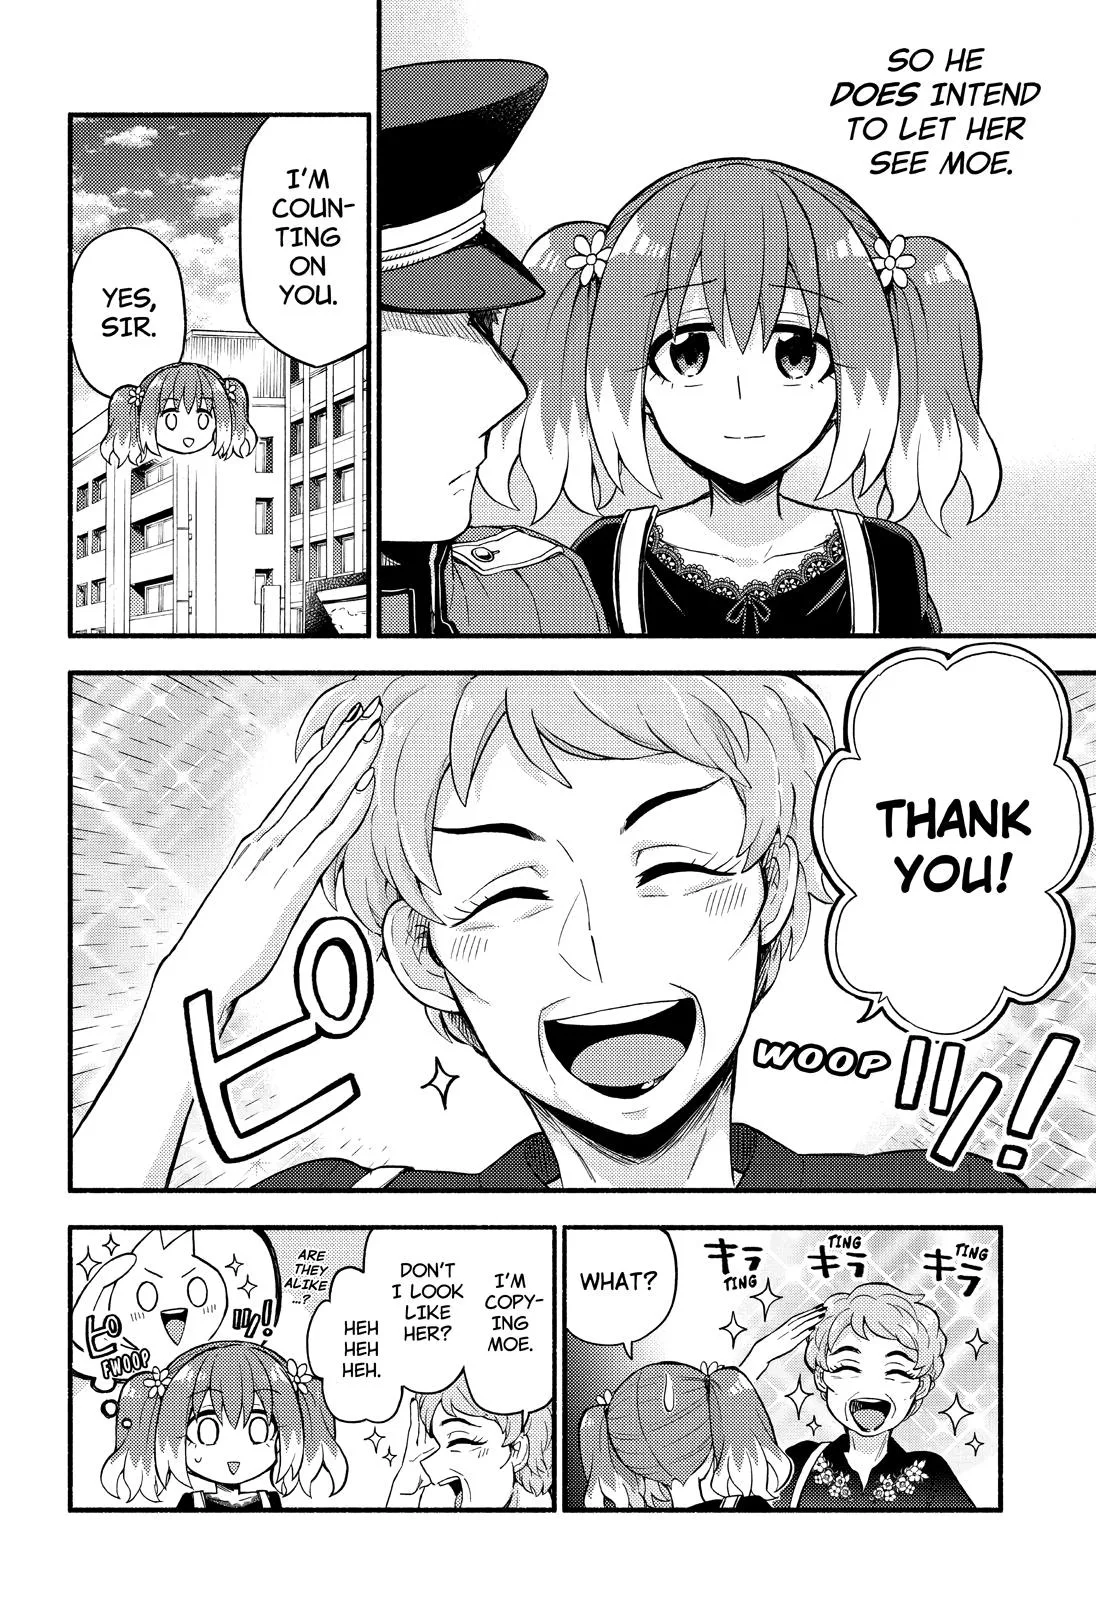 SO HE
DOES INTEND
TO LET HER
SEE MOE.
I'M
COUN-
TING
ON
YOU.
YES,
SIR.
THANK
YOU!
ピッ!
WOOP
WHAT?
キラ
TING
キラ
TING
キラ
TING
I'M
COPY-
ING
MOE.
DON'T
I LOOK
LIKE
HER?
HEH
HEH
HEH.
ARE
THEY
ALIKE
...?
ピッ!
FWOOP